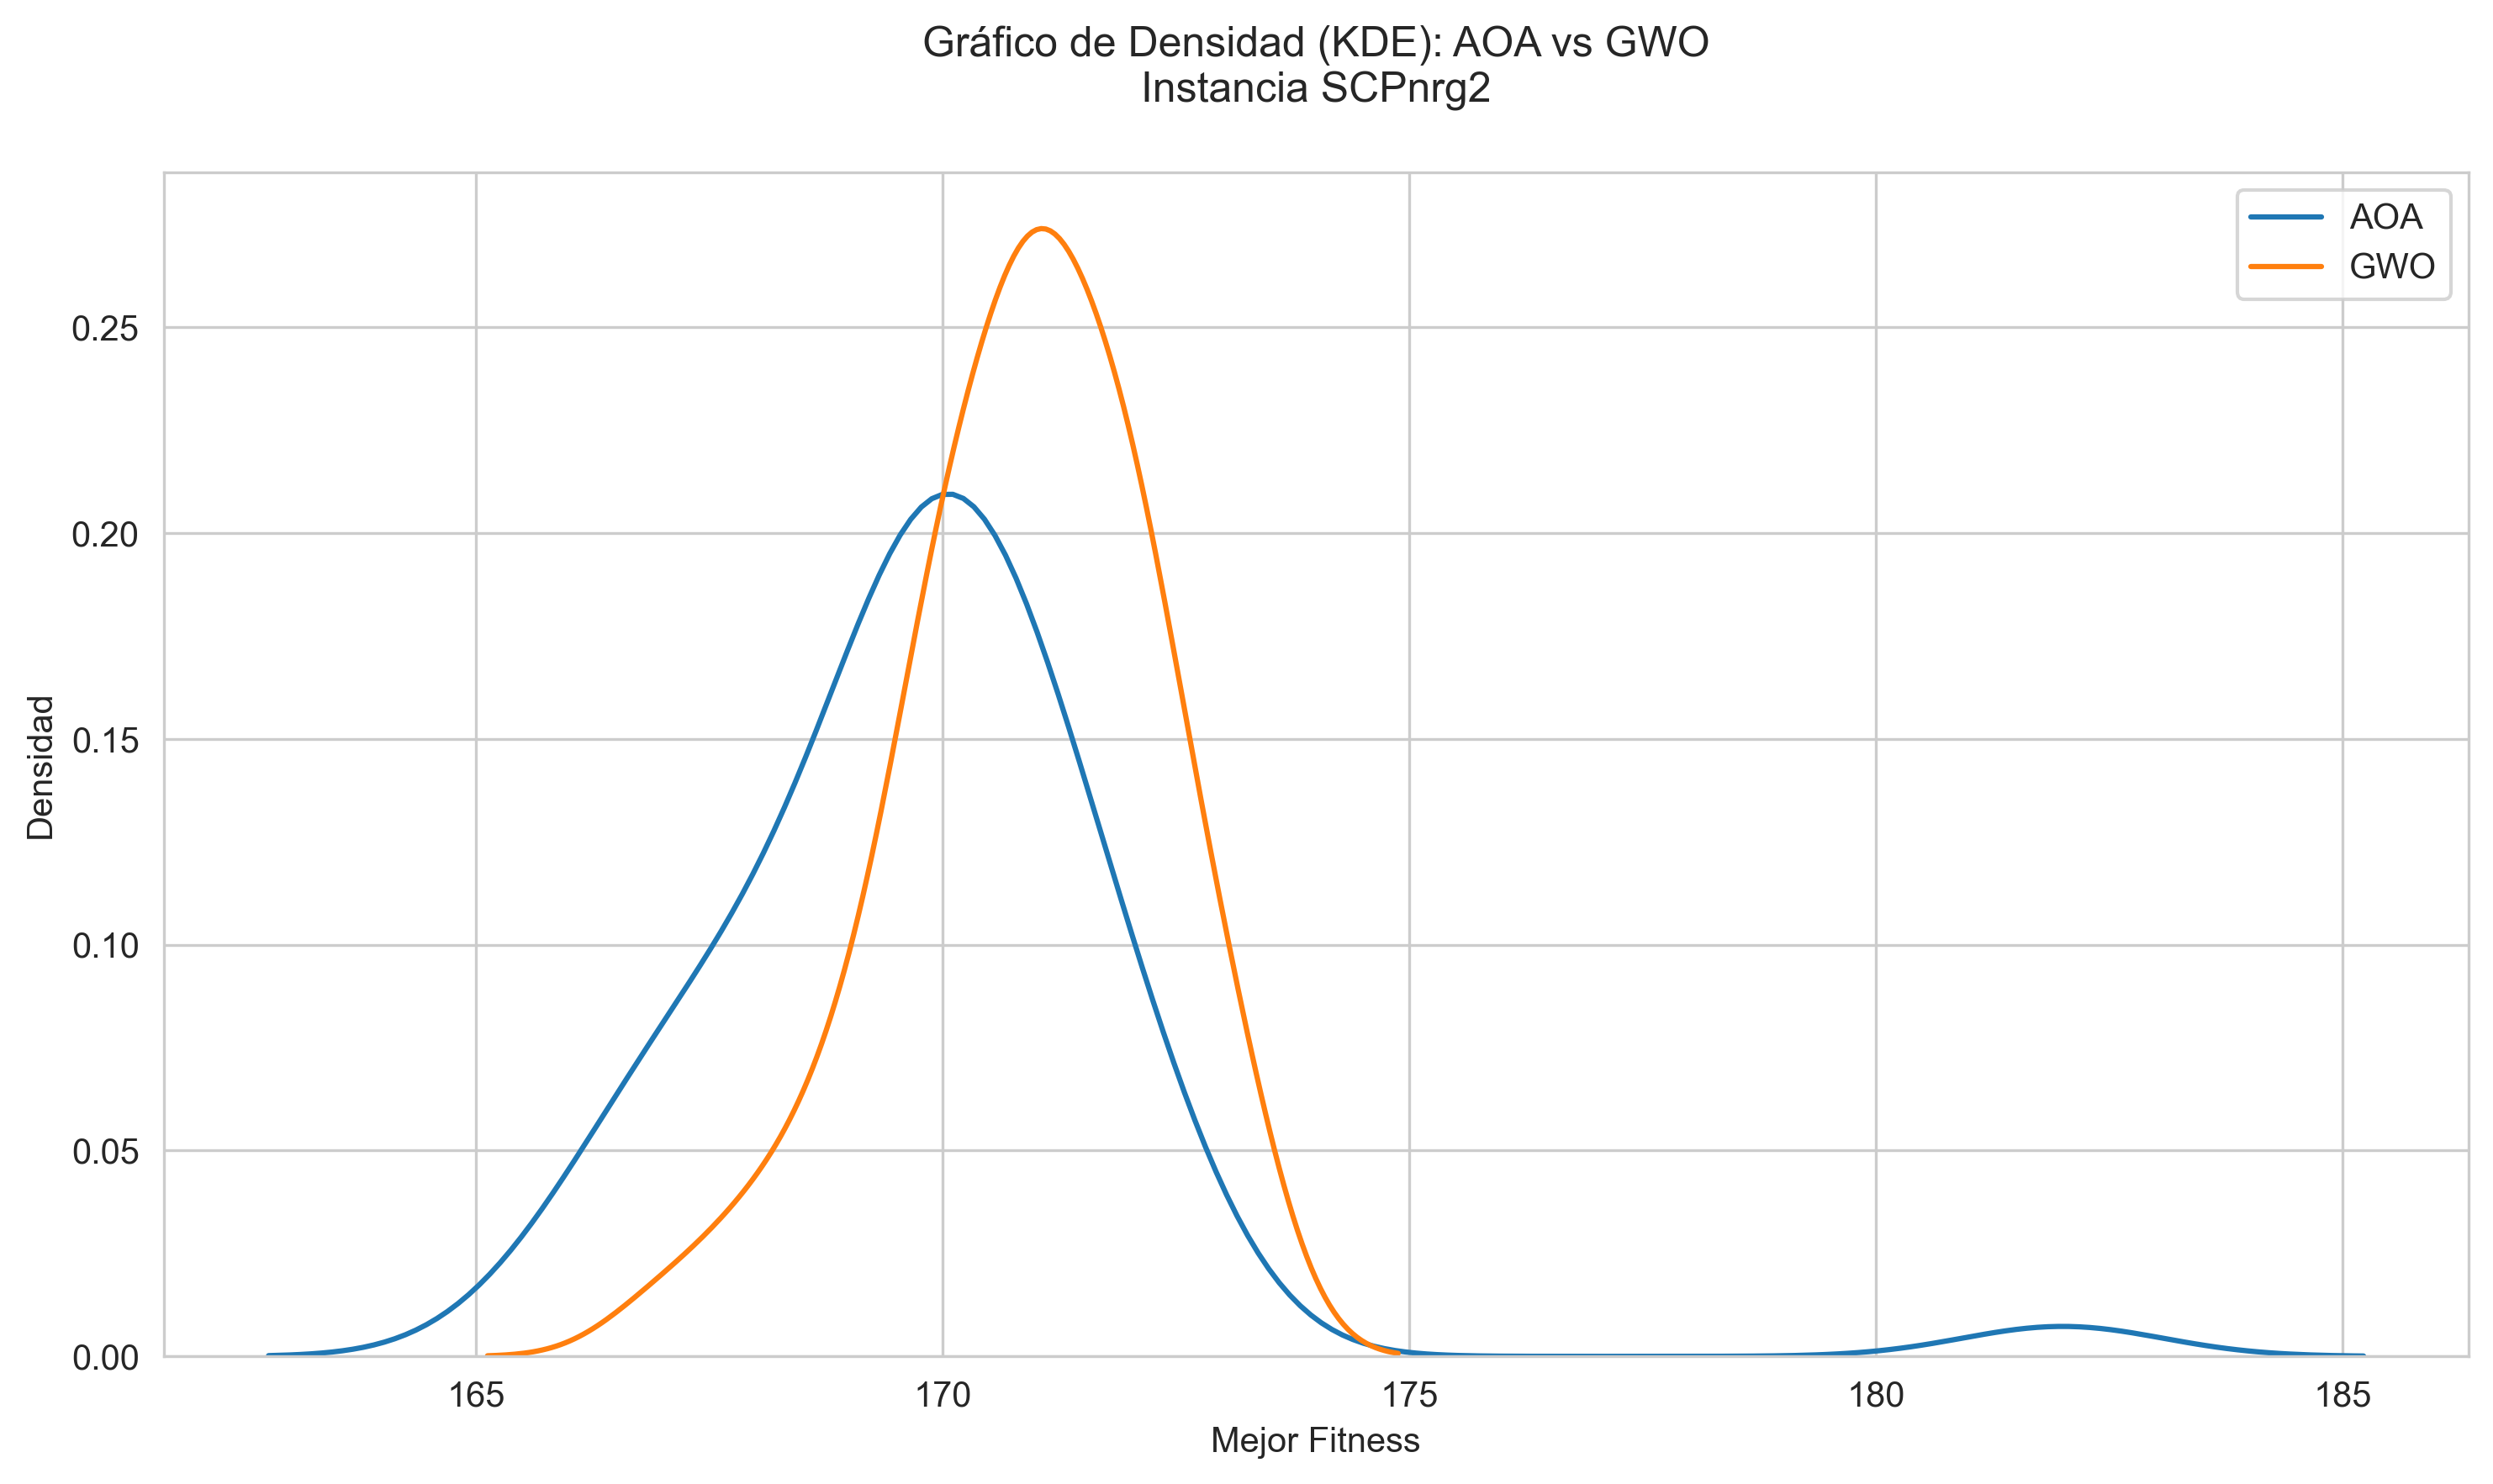 Gráfico de Densidad (KDE): AOA vs GWO
Instancia SCPnrg2
AOA
GWO
0.25
0.20
0.15
0.10
0.05
0.00
Densidad
165
170
175
180
185
Mejor Fitness